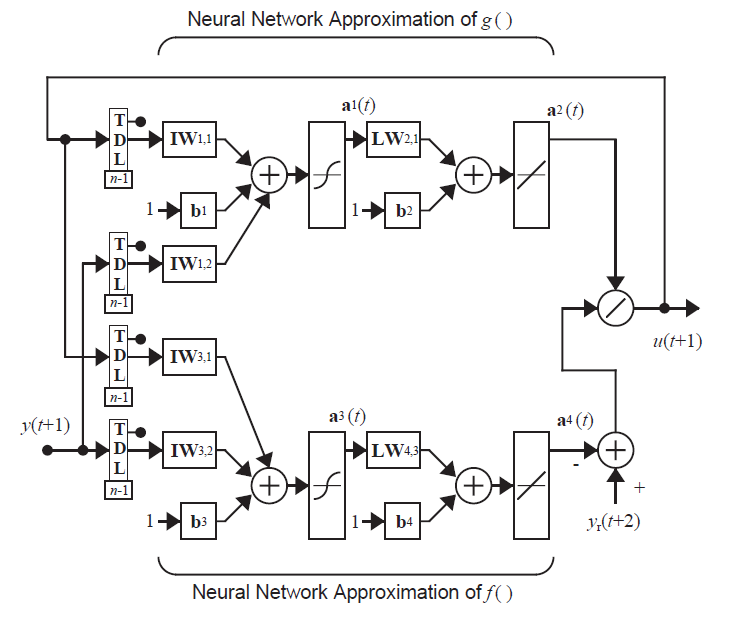 Neural Network Approximation of g ( )
a1(t)
a2 (t)
T
D
L
n-1
IW1,1
LW2,1
1
b1
1
b2
T
D
L
n-1
IW1,2
u(t+1)
T
D
L
n-1
IW3,1
y(t+1)
a3 (t)
a4 (t)
T
D
L
n-1
IW3,2
LW4,3
-
+
1
b3
1
b4
yr(t+2)
Neural Network Approximation of f ( )